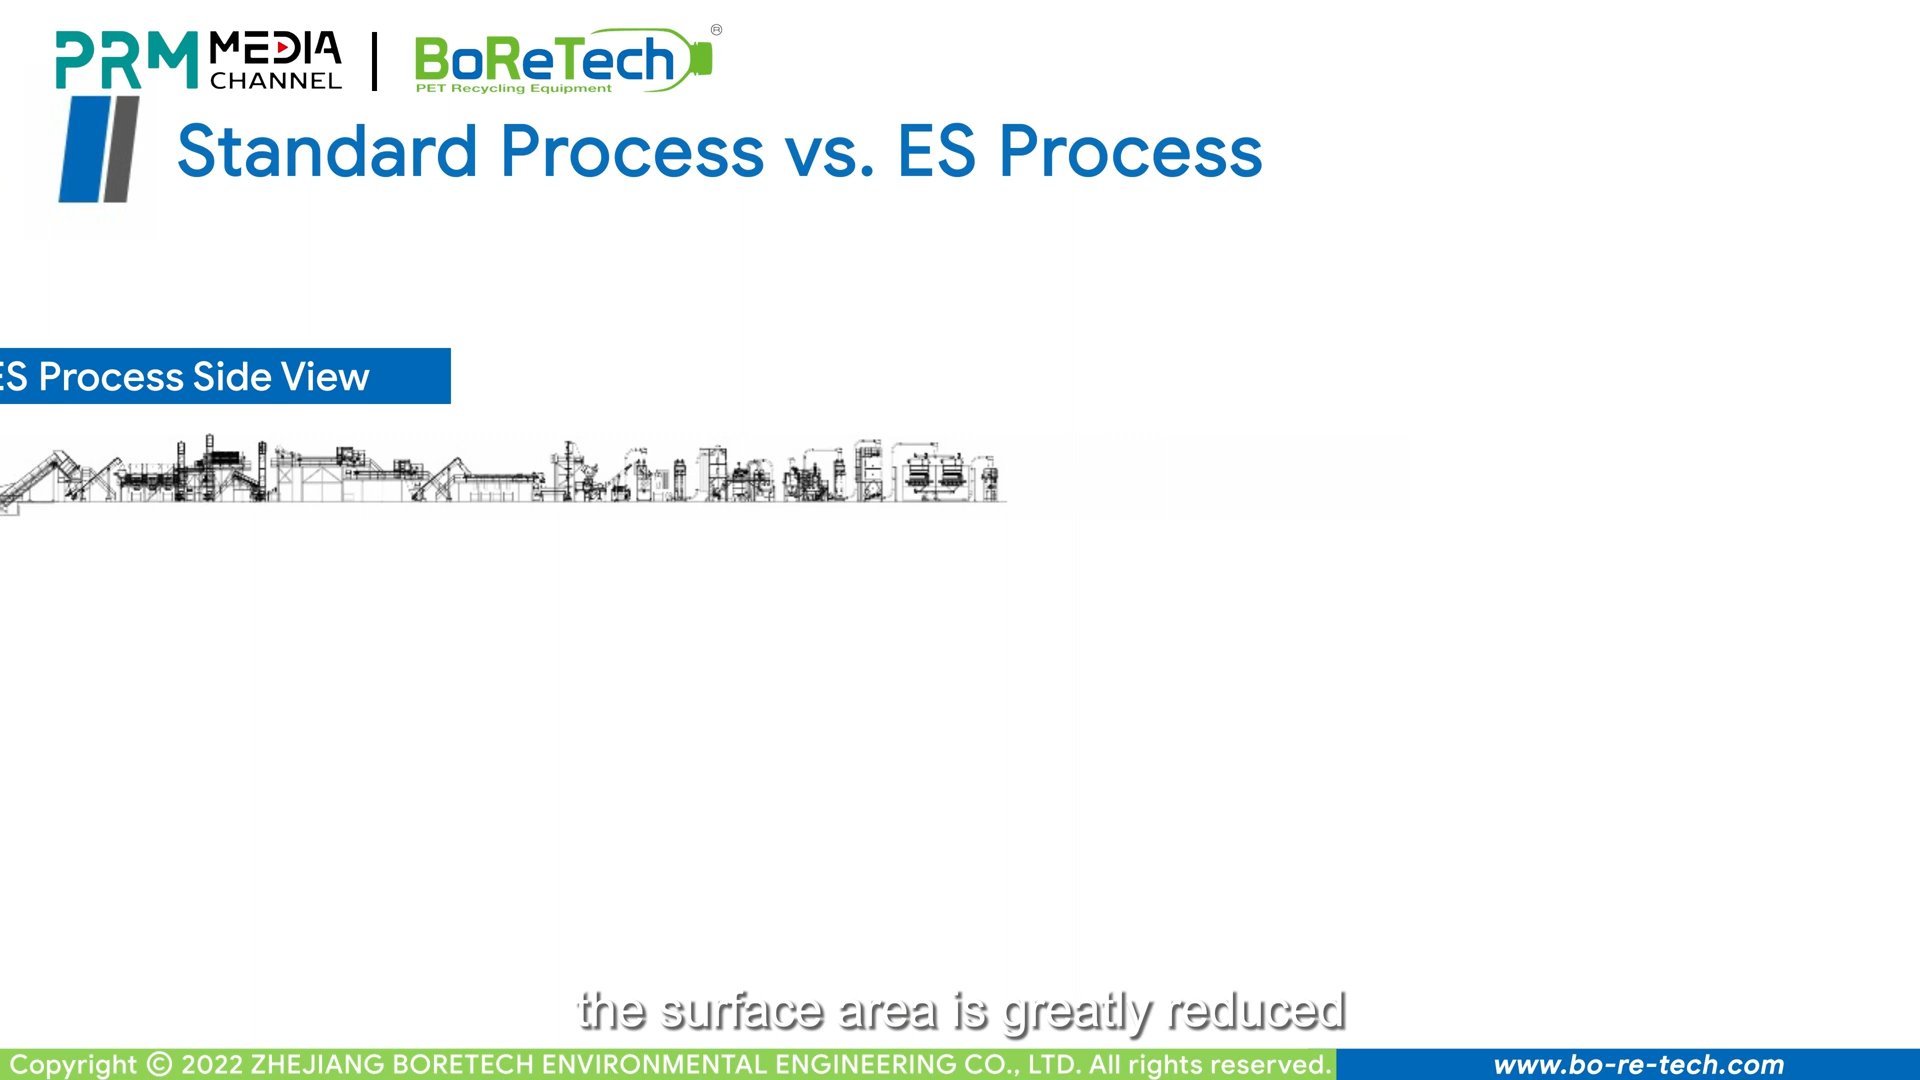 PRM MEDIA CHANNEL | BoReTech ®
PET Recycling Equipment
Standard Process vs. ES Process
ES Process Side View
the surface area is greatly reduced
Copyright © 2022 ZHEJIANG BORETECH ENVIRONMENTAL ENGINEERING CO., LTD. All rights reserved.
www.bo-re-tech.com